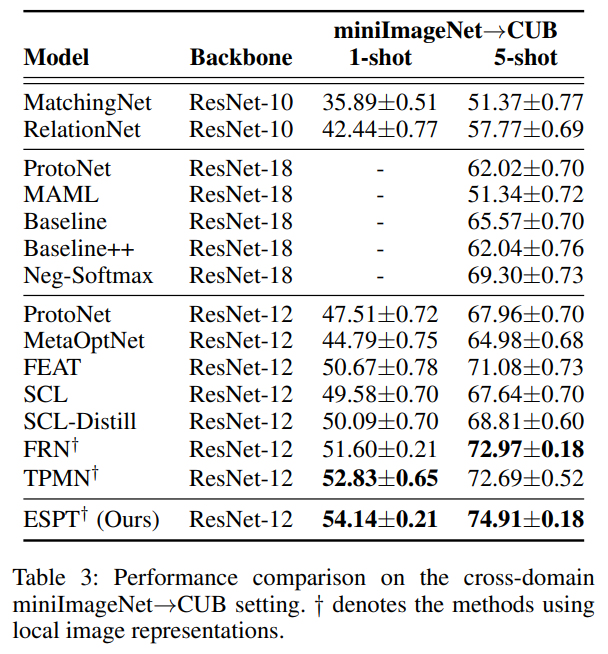 miniImageNet→CUB
Model Backbone 1-shot 5-shot
MatchingNet ResNet-10 35.89±0.51 51.37±0.77
RelationNet ResNet-10 42.44±0.77 57.77±0.69
ProtoNet ResNet-18 - 62.02±0.70
MAML ResNet-18 - 51.34±0.72
Baseline ResNet-18 - 65.57±0.70
Baseline++ ResNet-18 - 62.04±0.76
Neg-Softmax ResNet-18 - 69.30±0.73
ProtoNet ResNet-12 47.51±0.72 67.96±0.70
MetaOptNet ResNet-12 44.79±0.75 64.98±0.68
FEAT ResNet-12 50.67±0.78 71.08±0.73
SCL ResNet-12 49.58±0.70 67.64±0.70
SCL-Distill ResNet-12 50.09±0.70 68.81±0.60
FRN† ResNet-12 51.60±0.21 72.97±0.18
TPMN† ResNet-12 52.83±0.65 72.69±0.52
ESPT† (Ours) ResNet-12 54.14±0.21 74.91±0.18
Table 3: Performance comparison on the cross-domain
miniImageNet→CUB setting. † denotes the methods using
local image representations.